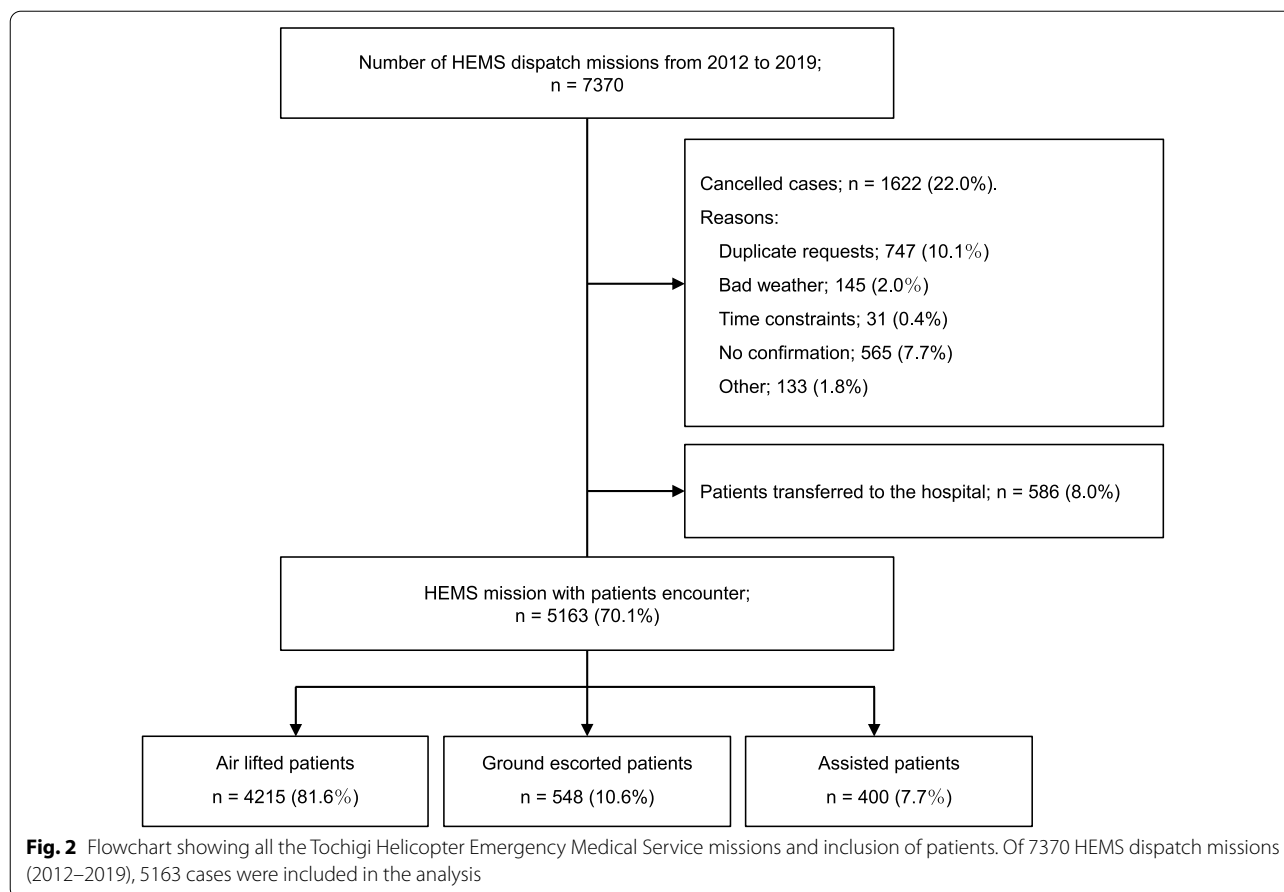 Number of HEMS dispatch missions from 2012 to 2019;
n = 7370
Cancelled cases; n = 1622 (22.0%).
Reasons:
Duplicate requests; 747 (10.1%)
Bad weather; 145 (2.0%)
Time constraints; 31 (0.4%)
No confirmation; 565 (7.7%)
Other; 133 (1.8%)
Patients transferred to the hospital; n = 586 (8.0%)
HEMS mission with patients encounter;
n = 5163 (70.1%)
Air lifted patients
n = 4215 (81.6%)
Ground escorted patients
n = 548 (10.6%)
Assisted patients
n = 400 (7.7%)
Fig. 2 Flowchart showing all the Tochigi Helicopter Emergency Medical Service missions and inclusion of patients. Of 7370 HEMS dispatch missions
(2012–2019), 5163 cases were included in the analysis